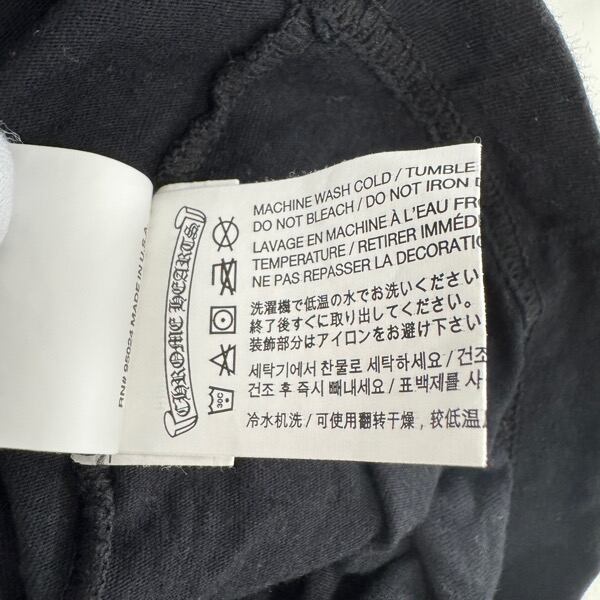 RN# 95024 MADE IN U.S.A.
CHROME HEARTS
30C
MACHINE WASH COLD / TUMBLE
DO NOT BLEACH / DO NOT IRON
LAVAGE EN MACHINE À L'EAU FR
TEMPERATURE / RETIRER IMMÉD
NE PAS REPASSER LA DECORATI
洗濯機で低温の水でお洗いください
終了後すぐに取り出してください。
装飾部分はアイロンをお避け下さい
세탁기에서 찬물로 세탁하세요/ 건조
건조 후 즉시 빼내세요/ 표백제를 사
冷水机洗/ 可使用翻转干燥, 较低温